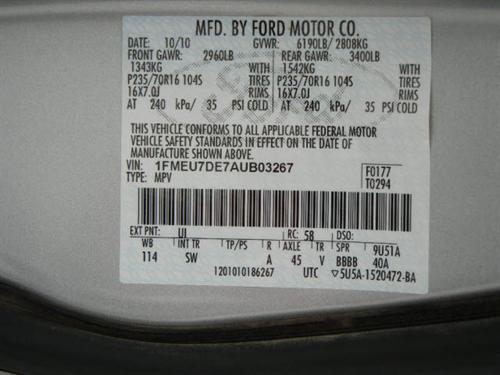 MFD. BY FORD MOTOR CO.
DATE: 10/10 GVWR: 6190LB/ 2808KG
FRONT GAWR: 2960LB REAR GAWR: 3400LB
1343KG WITH 1542KG WITH
P235/70R16 104S TIRES P235/70R16 104S TIRES
16X7.0J RIMS 16X7.0J RIMS
AT 240 kPa/ 35 PSI COLD AT 240 kPa/ 35 PSI COLD
THIS VEHICLE CONFORMS TO ALL APPLICABLE FEDERAL MOTOR
VEHICLE SAFETY STANDARDS IN EFFECT ON THE DATE OF
MANUFACTURE SHOWN ABOVE.
VIN: 1FMEU7DE7AUB03267 F0177
TYPE: MPV T0294
EXT PNT: UI RC: 58 DSO:
WB INT TR TP/PS R AXLE TR SPR 9U51A
114 SW A 45 V BBBB 40A
1201010186267 UTC 5U5A-1520472-BA